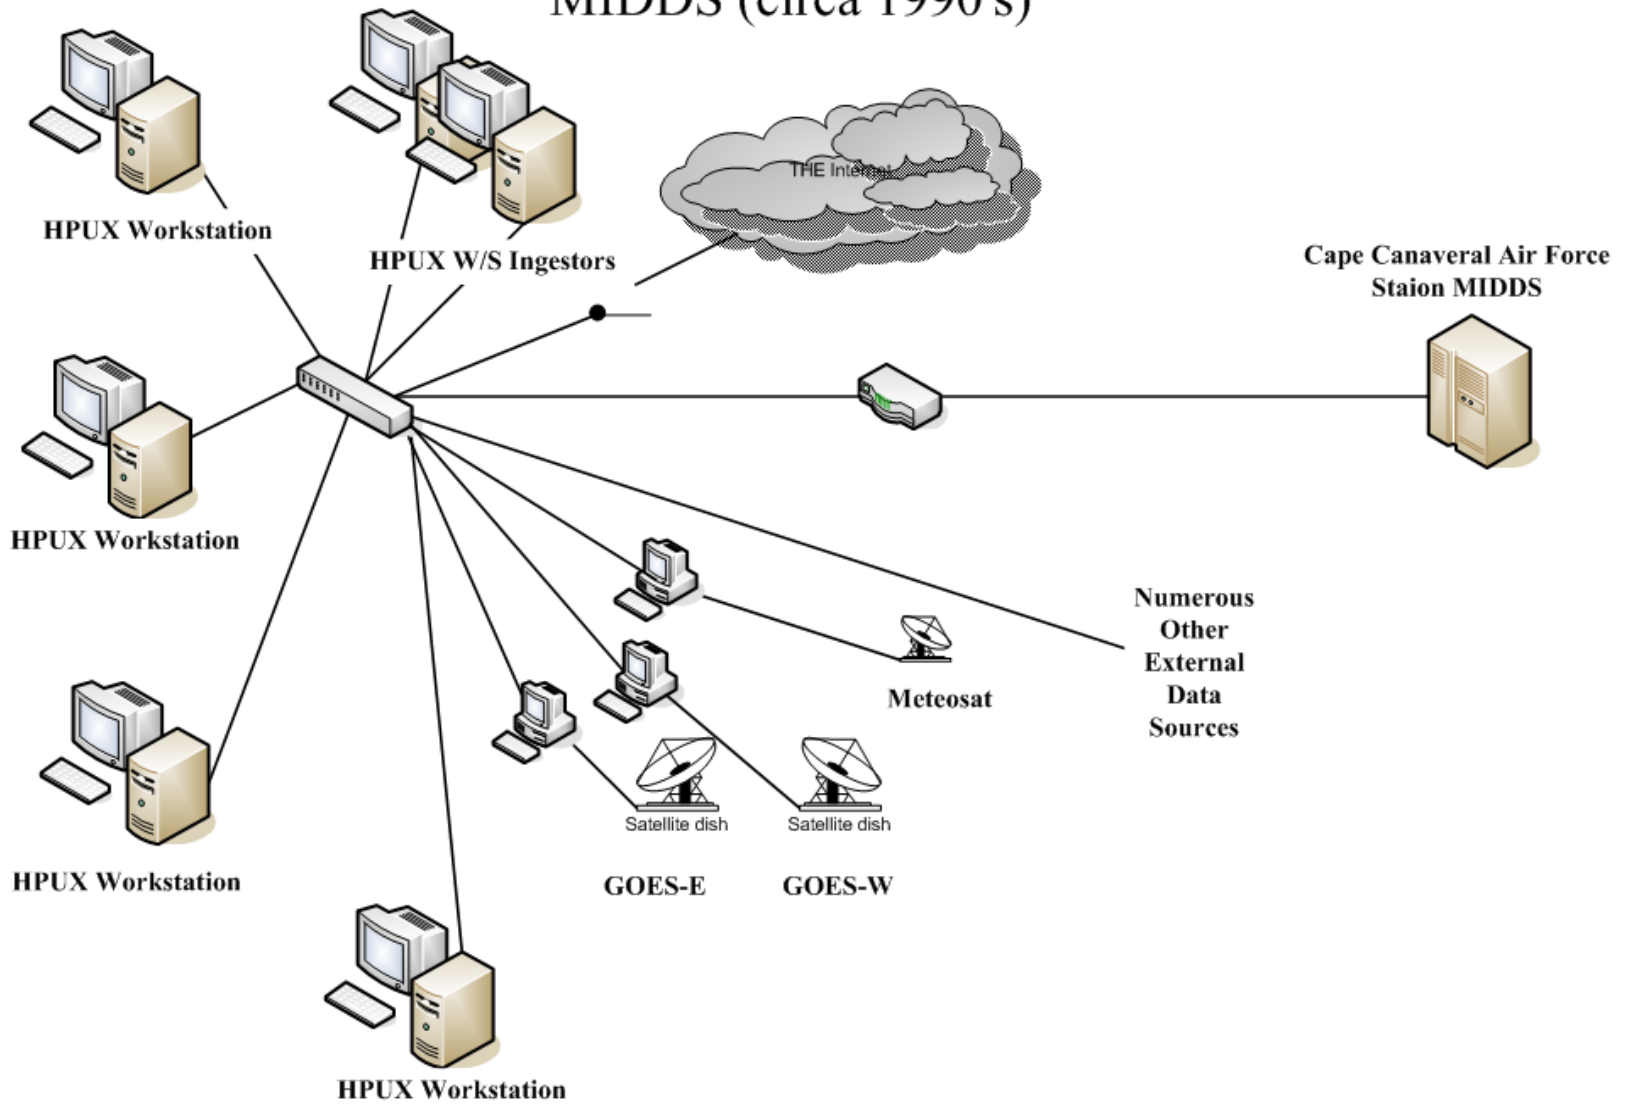 MIDDS (circa 1990's)
HPUX Workstation
HPUX W/S Ingestors
THE Internet
Cape Canaveral Air Force
Staion MIDDS
HPUX Workstation
Numerous
Other
External
Data
Sources
Meteosat
Satellite dish
Satellite dish
HPUX Workstation
GOES-E
GOES-W
HPUX Workstation